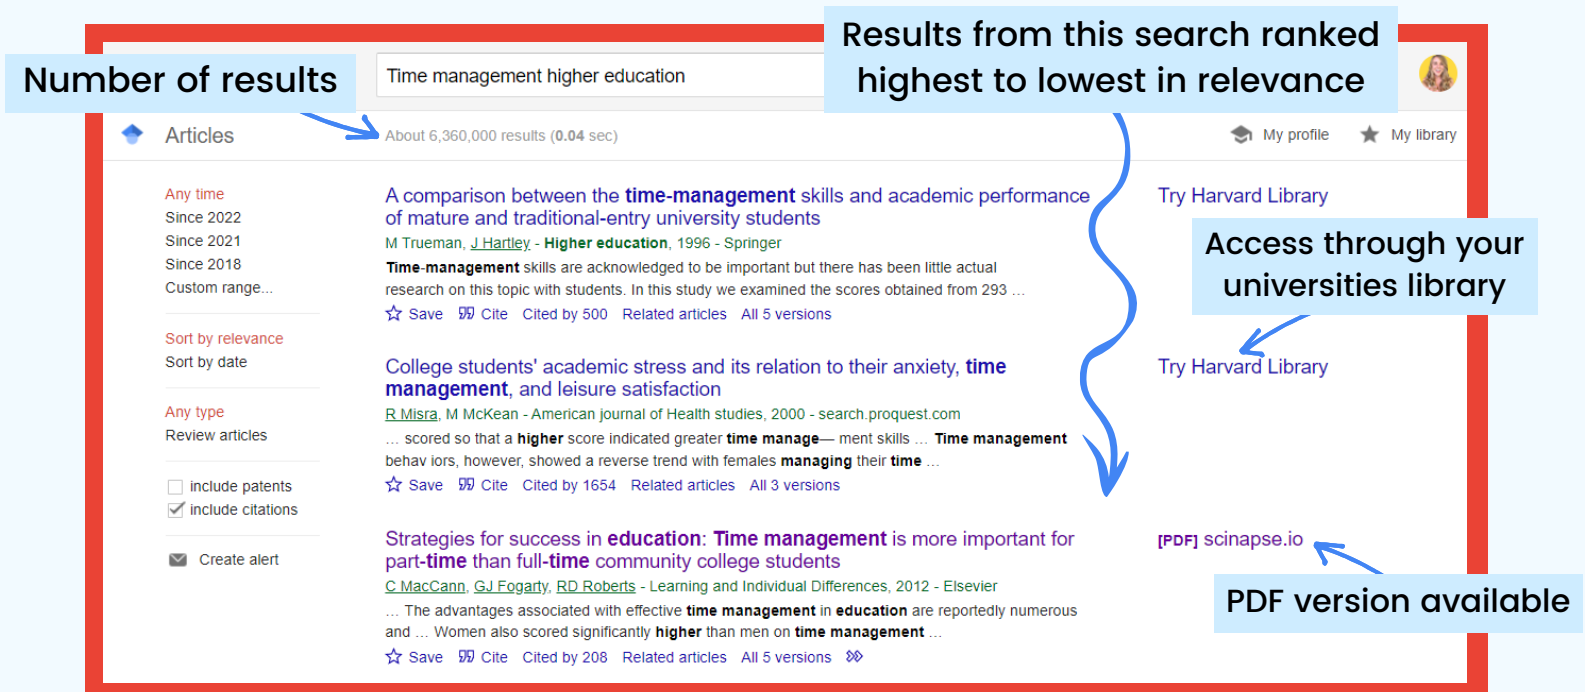 Results from this search ranked
highest to lowest in relevance
Number of results
Time management higher education
Articles
About 6,360,000 results (0.04 sec)
My profile
My library
Any time
Since 2022
Since 2021
Since 2018
Custom range...
Sort by relevance
Sort by date
Any type
Review articles
include patents
include citations
Create alert
A comparison between the time-management skills and academic performance
of mature and traditional-entry university students
M Trueman, J Hartley - Higher education, 1996 - Springer
Time-management skills are acknowledged to be important but there has been little actual
research on this topic with students. In this study we examined the scores obtained from 293 …
Save Cite Cited by 500 Related articles All 5 versions
Try Harvard Library
Access through your
universities library
College students' academic stress and its relation to their anxiety, time
management, and leisure satisfaction
R Misra, M McKean - American journal of Health studies, 2000 - search.proquest.com
… scored so that a higher score indicated greater time manage— ment skills … Time management
behav iors, however, showed a reverse trend with females managing their time …
Save Cite Cited by 1654 Related articles All 3 versions
Try Harvard Library
Strategies for success in education: Time management is more important for
part-time than full-time community college students
C MacCann, GJ Fogarty, RD Roberts - Learning and Individual Differences, 2012 - Elsevier
… The advantages associated with effective time management in education are reportedly numerous
and … Women also scored significantly higher than men on time management …
Save Cite Cited by 208 Related articles All 5 versions
[PDF] scinapse.io
PDF version available